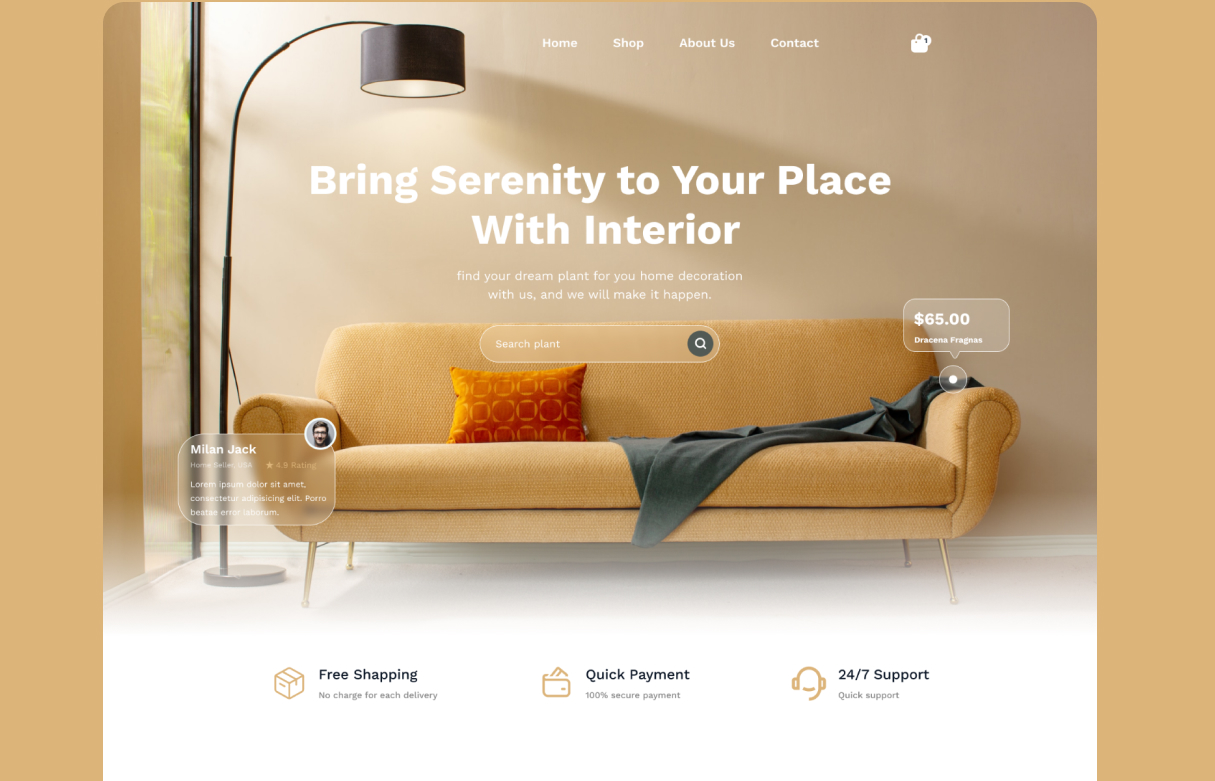 Home Shop About Us Contact 1
Bring Serenity to Your Place
With Interior
find your dream plant for you home decoration
with us, and we will make it happen.
Search plant
$65.00
Dracena Fragnas
Milan Jack
Home Seller, USA ★ 4.9 Rating
Lorem ipsum dolor sit amet,
consectetur adipisicing elit. Porro
beatae error laborum.
Free Shapping
No charge for each delivery
Quick Payment
100% secure payment
24/7 Support
Quick support